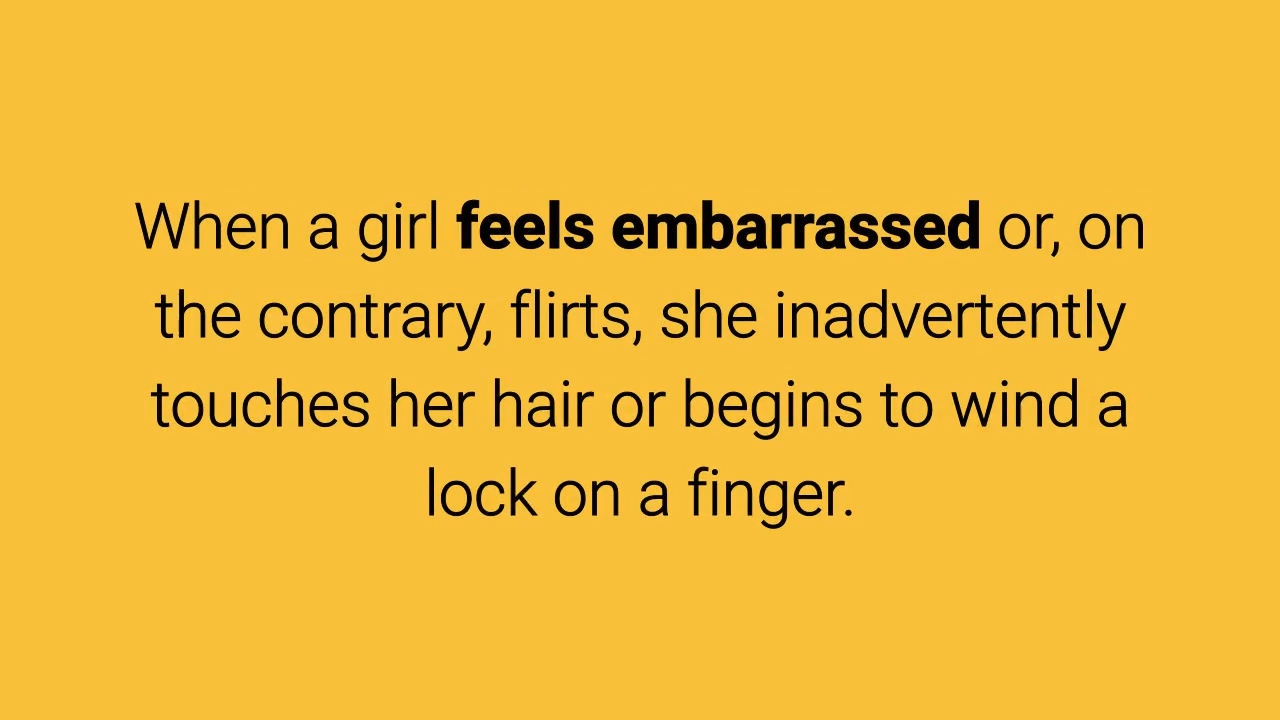 When a girl feels embarrassed or, on
the contrary, flirts, she inadvertently
touches her hair or begins to wind a
lock on a finger.